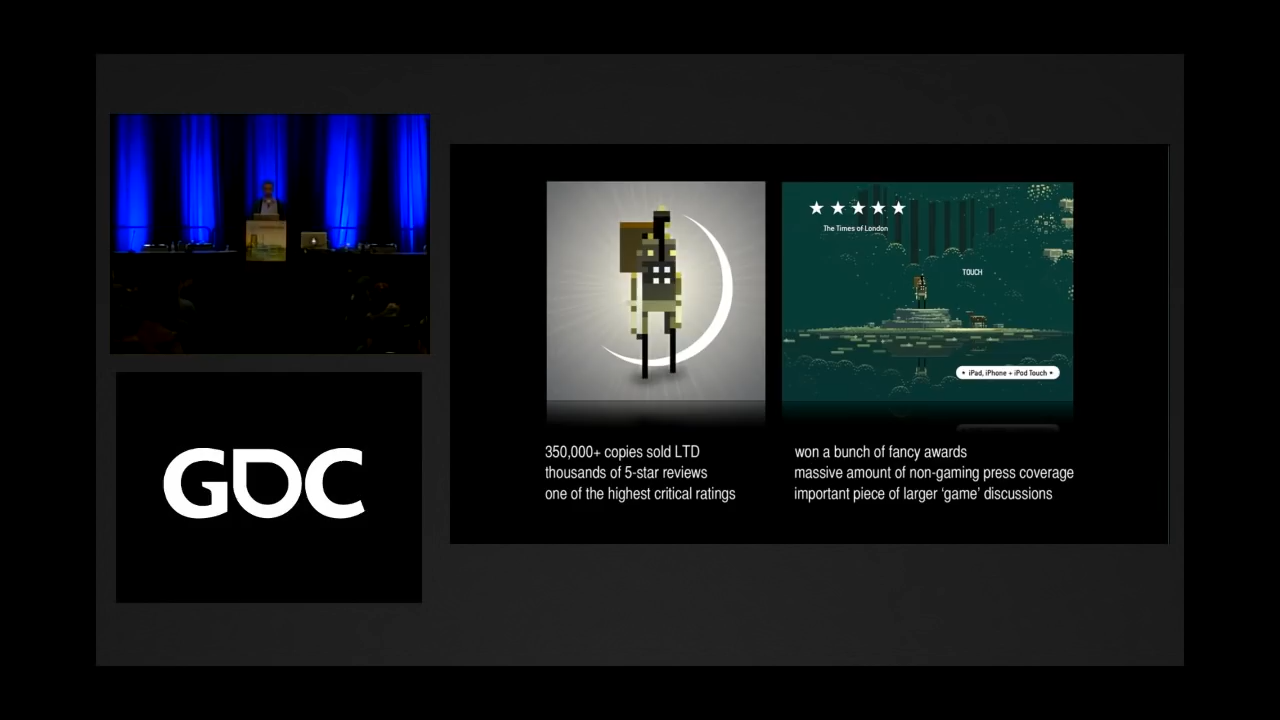 GDC
The Times of London
TOUCH
• iPad, iPhone + iPod Touch •
350,000+ copies sold LTD
thousands of 5-star reviews
one of the highest critical ratings
won a bunch of fancy awards
massive amount of non-gaming press coverage
important piece of larger ‘game’ discussions